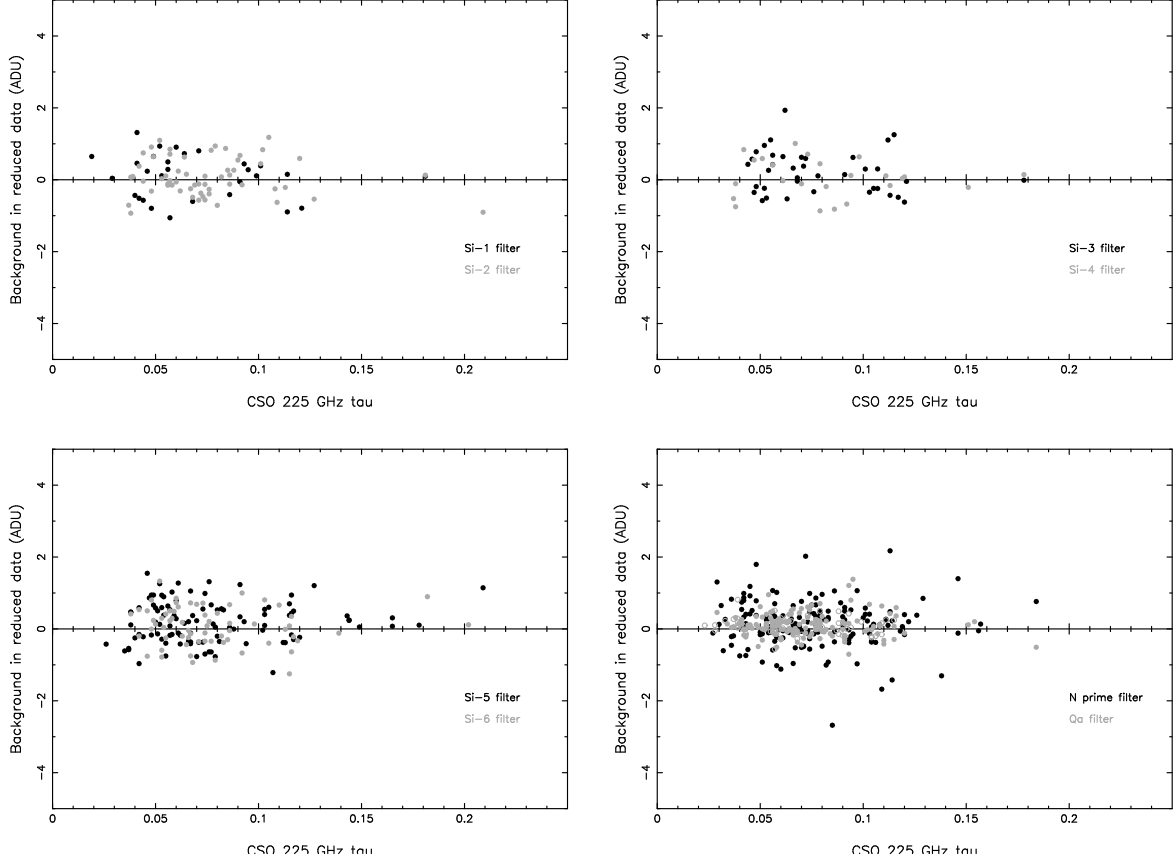 4
2
0
−2
−4
Background in reduced data (ADU)
Si−1 filter
Si−2 filter
0 0.05 0.1 0.15 0.2
CSO 225 GHz tau
4
2
0
−2
−4
Background in reduced data (ADU)
Si−3 filter
Si−4 filter
0 0.05 0.1 0.15 0.2
CSO 225 GHz tau
4
2
0
−2
−4
Background in reduced data (ADU)
Si−5 filter
Si−6 filter
0 0.05 0.1 0.15 0.2
CSO 225 GHz tau
4
2
0
−2
−4
Background in reduced data (ADU)
N prime filter
Qa filter
0 0.05 0.1 0.15 0.2
CSO 225 GHz tau